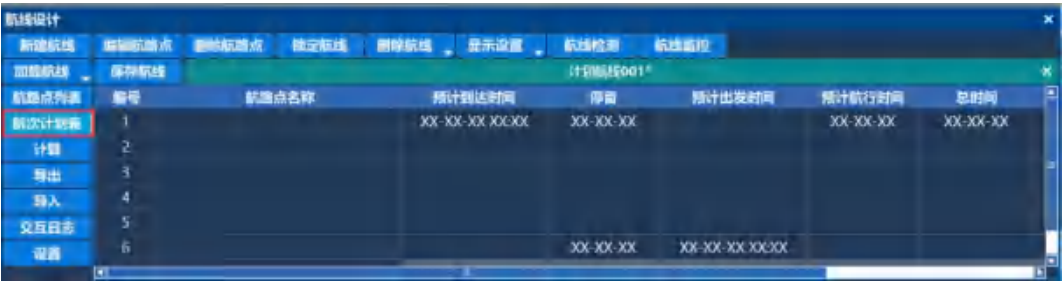 航线设计
新建航线 编辑航路点 删除航路点 锁定航线 删除航线 显示设置 航线检测 航线监控
加载航线 保存航线 计划航线001*
航路点列表 编号 航路点名称 预计到达时间 停留 预计出发时间 预计航行时间 总时间
航次计划表 1 XX-XX-XX XX:XX XX-XX-XX XX-XX-XX XX-XX-XX
计算 2
导出 3
导入 4
交互日志 5
设置 6 XX-XX-XX XX-XX-XX XX:XX